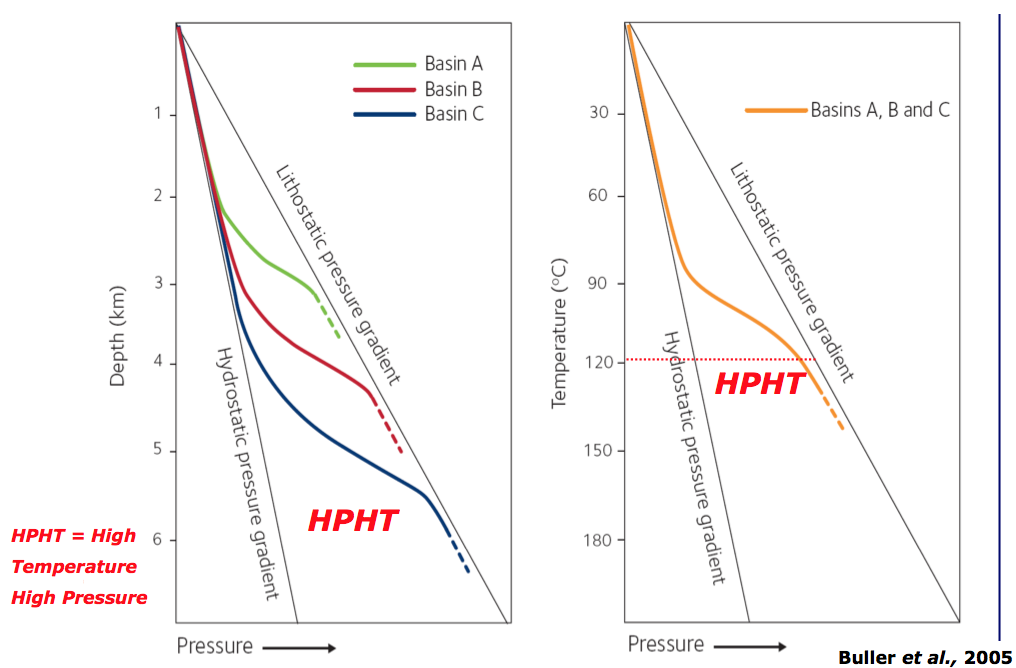 Basin A
Basin B
Basin C
1
2
3
4
5
6
Depth (km)
Lithostatic pressure gradient
Hydrostatic pressure gradient
HPHT
Pressure
HPHT = High
Temperature
High Pressure
Basins A, B and C
30
60
90
120
150
180
Temperature (°C)
Lithostatic pressure gradient
Hydrostatic pressure gradient
HPHT
Pressure
Buller et al., 2005